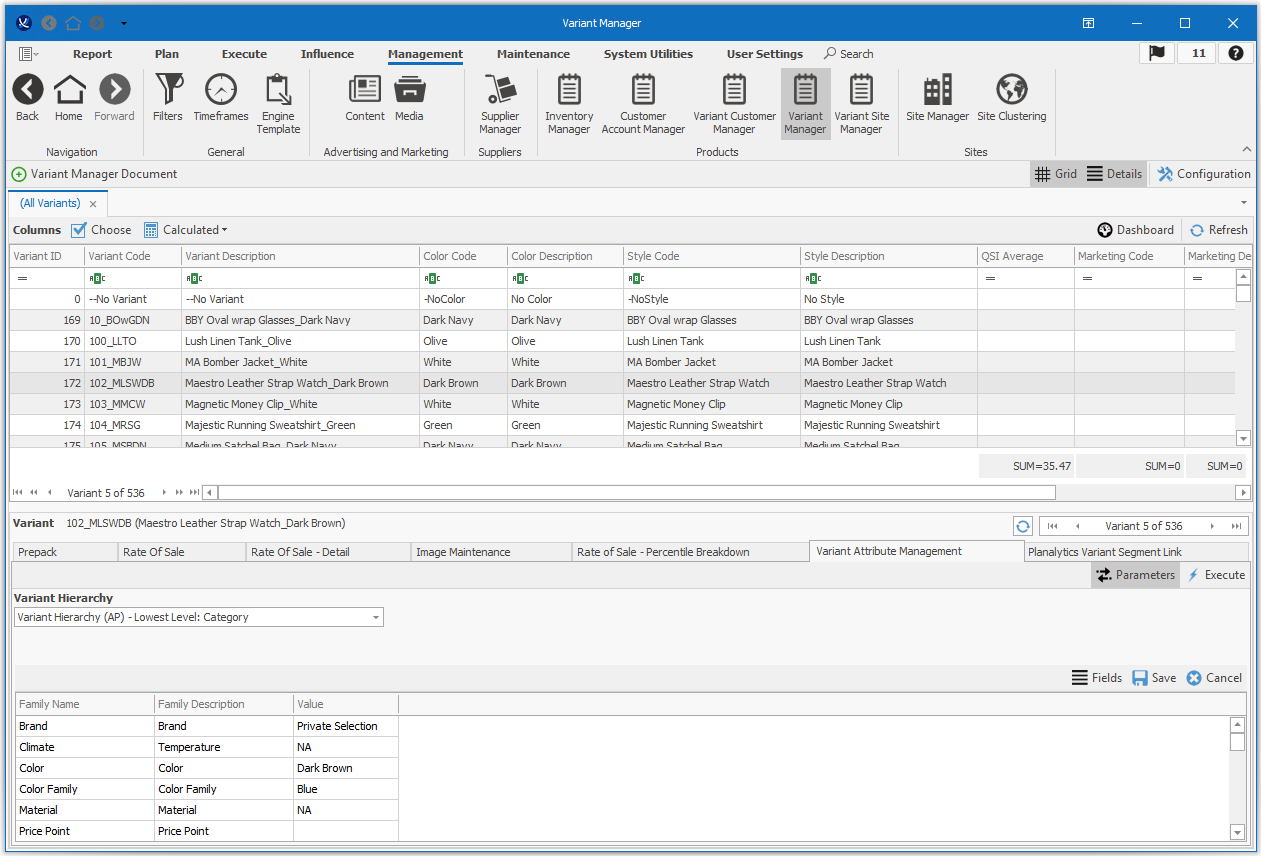 Variant Manager
Report Plan Execute Influence Management Maintenance System Utilities User Settings Search 11 ?
Back Home Forward Filters Timeframes Engine Template Content Media Supplier Manager Inventory Manager Customer Account Manager Variant Customer Manager Variant Manager Variant Site Manager Site Manager Site Clustering
Navigation General Advertising and Marketing Suppliers Products Sites
Variant Manager Document Grid Details Configuration
(All Variants)
Columns Choose Calculated Dashboard Refresh
Variant ID Variant Code Variant Description Color Code Color Description Style Code Style Description QSI Average Marketing Code Marketing De
= ABC ABC ABC ABC ABC ABC = = =
0 --No Variant --No Variant -NoColor No Color -NoStyle No Style
169 10_BOwGDN BBY Oval wrap Glasses_Dark Navy Dark Navy Dark Navy BBY Oval wrap Glasses BBY Oval wrap Glasses
170 100_LLTO Lush Linen Tank_Olive Olive Olive Lush Linen Tank Lush Linen Tank
171 101_MBJW MA Bomber Jacket_White White White MA Bomber Jacket MA Bomber Jacket
172 102_MLSWDB Maestro Leather Strap Watch_Dark Brown Dark Brown Dark Brown Maestro Leather Strap Watch Maestro Leather Strap Watch
173 103_MMCW Magnetic Money Clip_White White White Magnetic Money Clip Magnetic Money Clip
174 104_MRSG Majestic Running Sweatshirt_Green Green Green Majestic Running Sweatshirt Majestic Running Sweatshirt
175 105_MSBDN Medium Satchel Bag_Dark Navy Dark Navy Dark Navy Medium Satchel Bag Medium Satchel Bag
SUM=35.47 SUM=0 SUM=0
Variant 5 of 536
Variant 102_MLSWDB (Maestro Leather Strap Watch_Dark Brown) Variant 5 of 536
Prepack Rate Of Sale Rate Of Sale - Detail Image Maintenance Rate of Sale - Percentile Breakdown Variant Attribute Management Planalytics Variant Segment Link
Parameters Execute
Variant Hierarchy
Variant Hierarchy (AP) - Lowest Level: Category
Fields Save Cancel
Family Name Family Description Value
Brand Brand Private Selection
Climate Temperature NA
Color Color Dark Brown
Color Family Color Family Blue
Material Material NA
Price Point Price Point